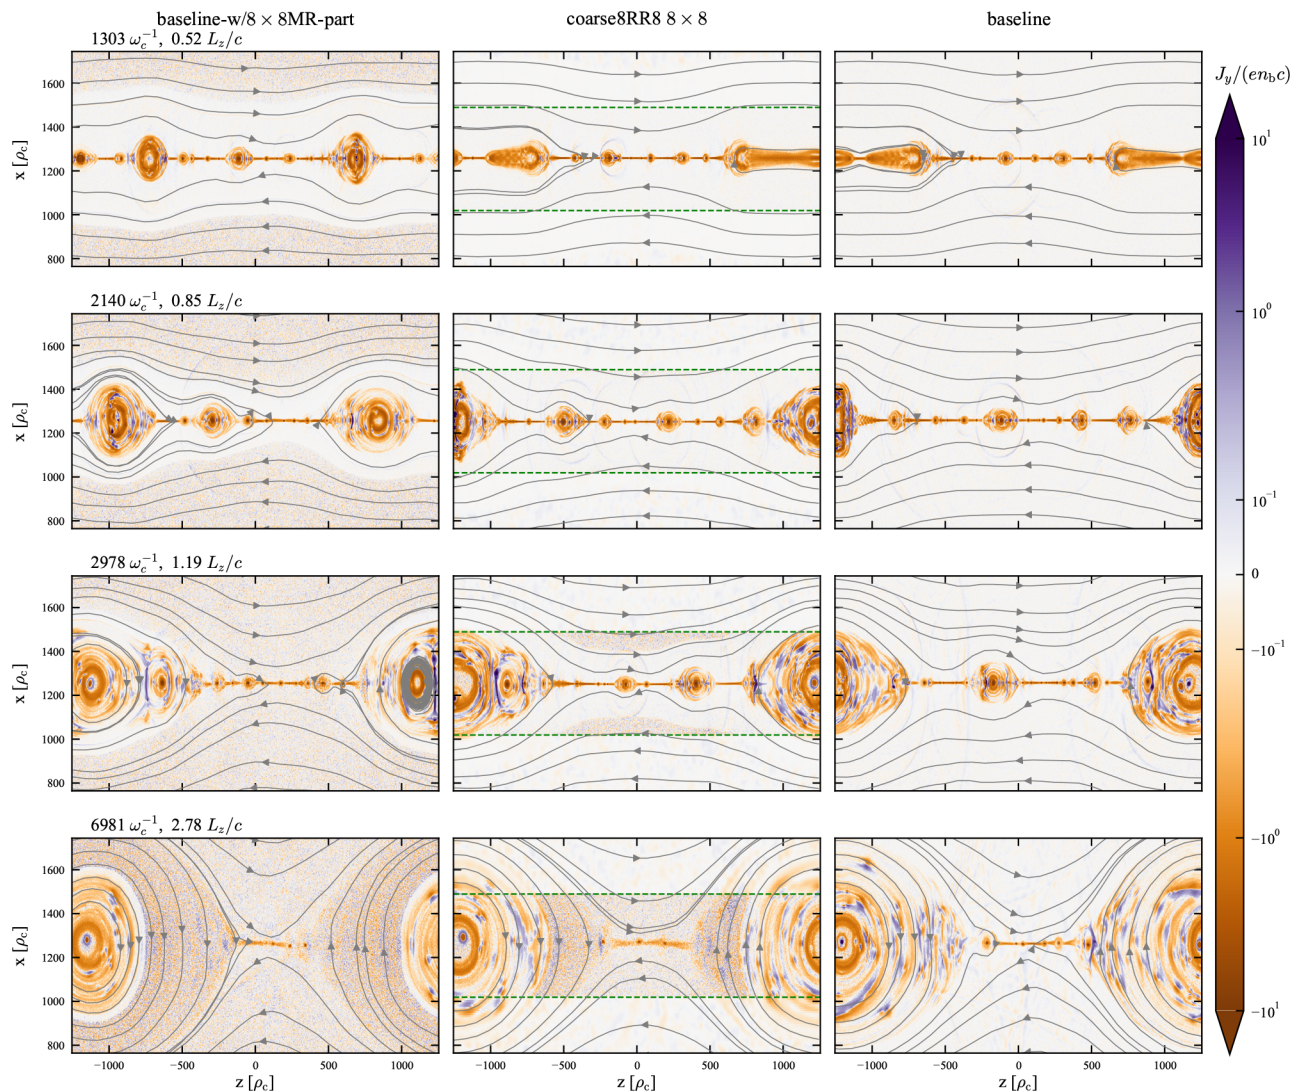 baseline-w/8 × 8MR-part
coarse8RR8 8 × 8
baseline
1303 ω_c^{-1}, 0.52 L_z/c
1600
1400
1200
1000
800
x [ρ_c]
J_y/(en_bc)
2140 ω_c^{-1}, 0.85 L_z/c
1600
1400
1200
1000
800
x [ρ_c]
2978 ω_c^{-1}, 1.19 L_z/c
1600
1400
1200
1000
800
x [ρ_c]
6981 ω_c^{-1}, 2.78 L_z/c
1600
1400
1200
1000
800
x [ρ_c]
−1000 −500 0 500 1000
−1000 −500 0 500 1000
−1000 −500 0 500 1000
z [ρ_c]
z [ρ_c]
z [ρ_c]
10^1
10^0
10^{-1}
0
−10^{-1}
−10^0
−10^1